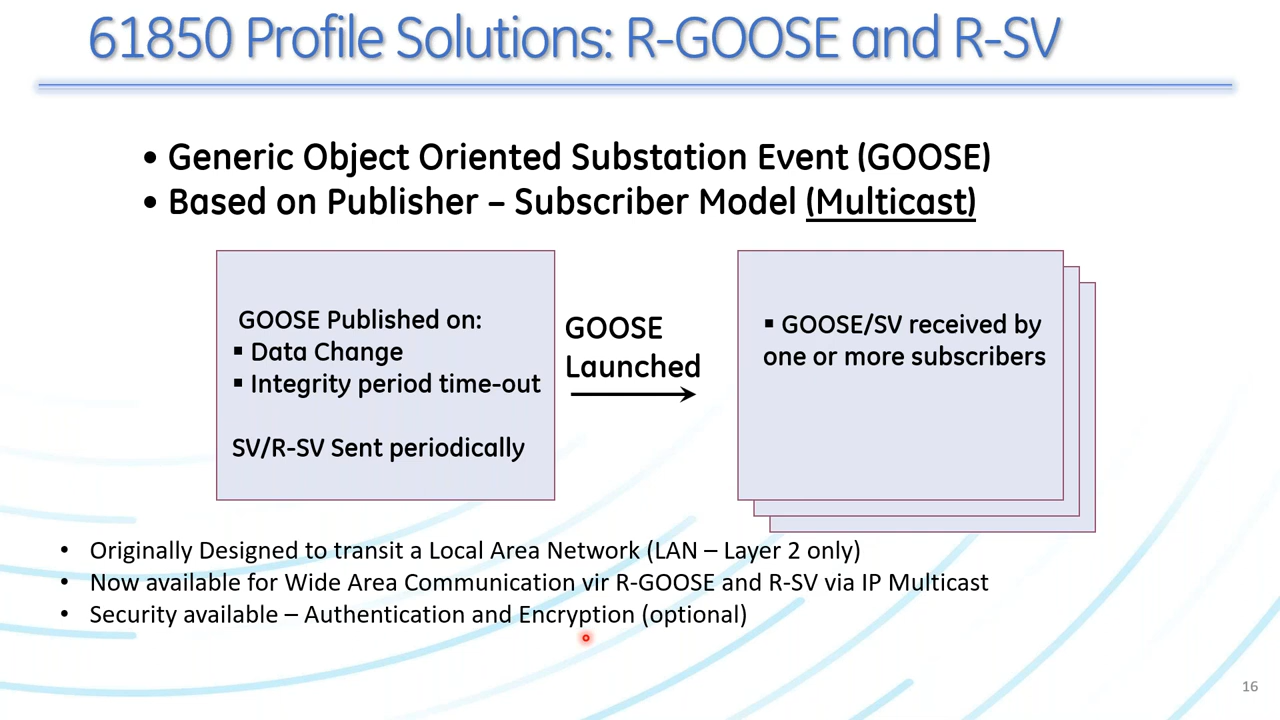 61850 Profile Solutions: R-GOOSE and R-SV
• Generic Object Oriented Substation Event (GOOSE)
• Based on Publisher – Subscriber Model (Multicast)
GOOSE Published on:
▪ Data Change
▪ Integrity period time-out
SV/R-SV Sent periodically
GOOSE
Launched
▪ GOOSE/SV received by
one or more subscribers
• Originally Designed to transit a Local Area Network (LAN – Layer 2 only)
• Now available for Wide Area Communication vir R-GOOSE and R-SV via IP Multicast
• Security available – Authentication and Encryption (optional)
16